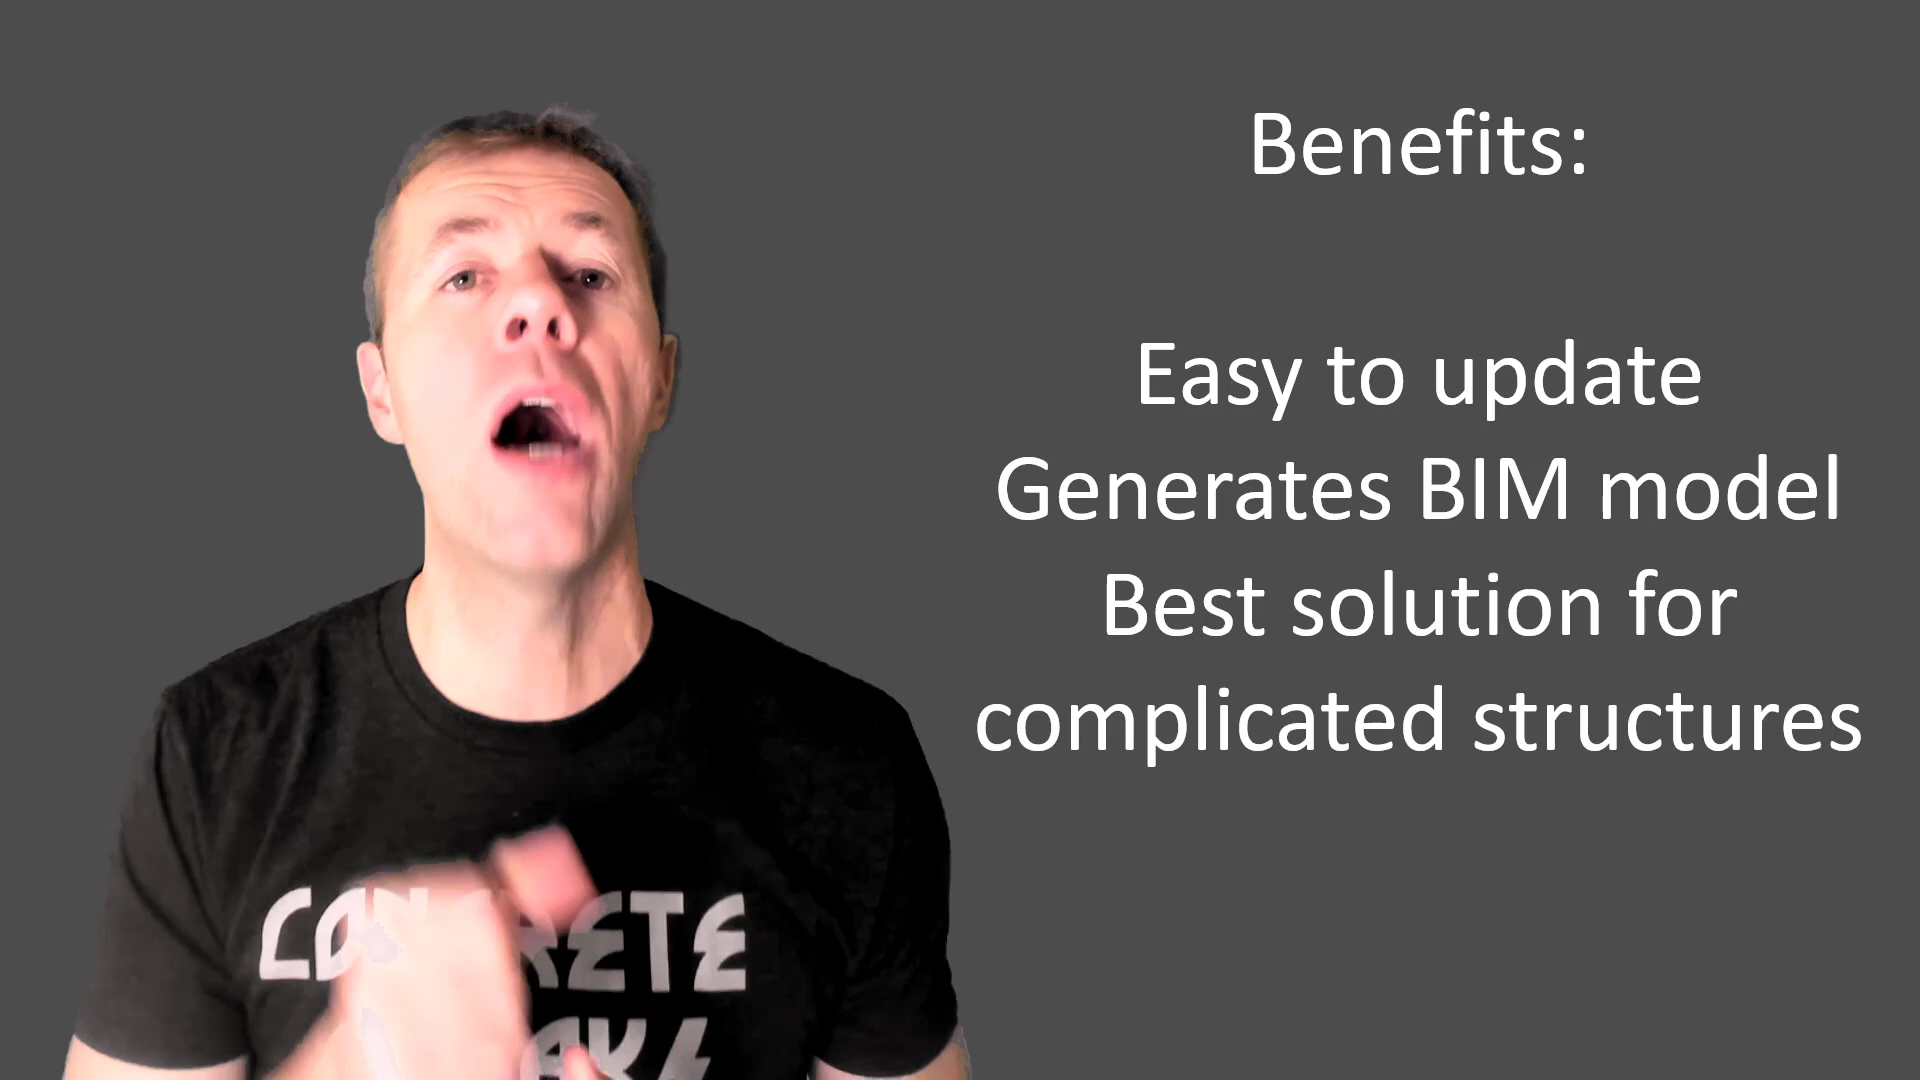 Benefits:
Easy to update
Generates BIM model
Best solution for
complicated structures